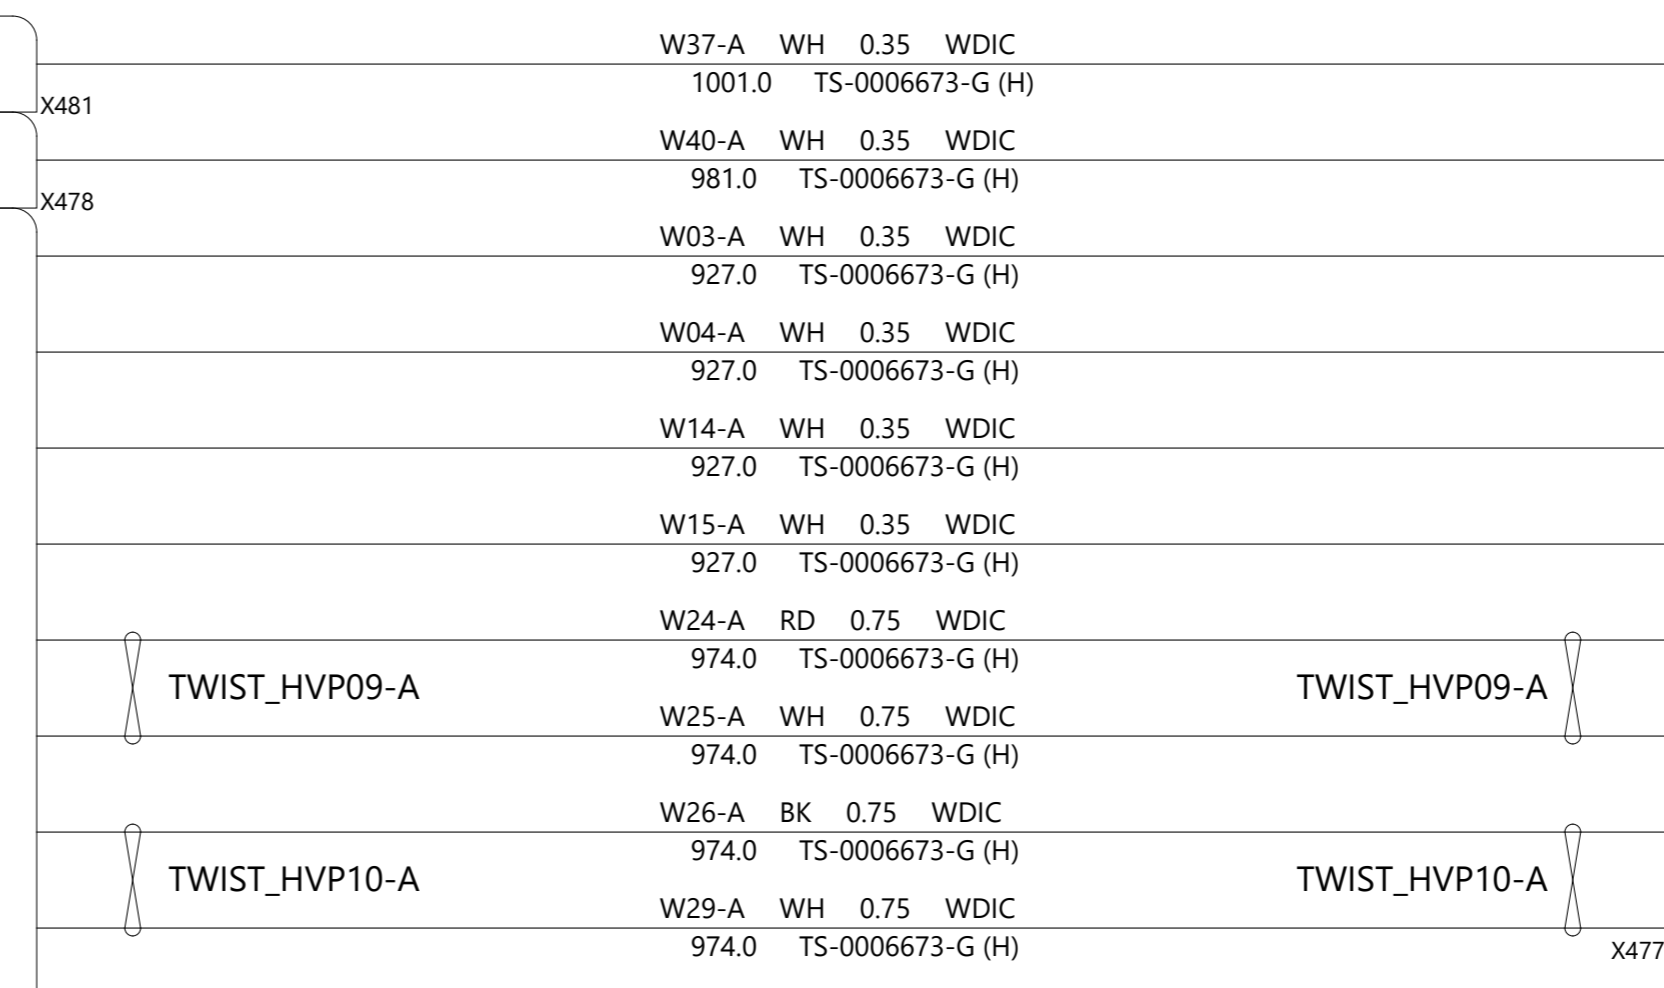 W37-A WH 0.35 WDIC
1001.0 TS-0006673-G (H)
X481
W40-A WH 0.35 WDIC
981.0 TS-0006673-G (H)
X478
W03-A WH 0.35 WDIC
927.0 TS-0006673-G (H)
W04-A WH 0.35 WDIC
927.0 TS-0006673-G (H)
W14-A WH 0.35 WDIC
927.0 TS-0006673-G (H)
W15-A WH 0.35 WDIC
927.0 TS-0006673-G (H)
W24-A RD 0.75 WDIC
974.0 TS-0006673-G (H)
TWIST_HVP09-A TWIST_HVP09-A
W25-A WH 0.75 WDIC
974.0 TS-0006673-G (H)
W26-A BK 0.75 WDIC
974.0 TS-0006673-G (H)
TWIST_HVP10-A TWIST_HVP10-A
W29-A WH 0.75 WDIC
974.0 TS-0006673-G (H)
X477